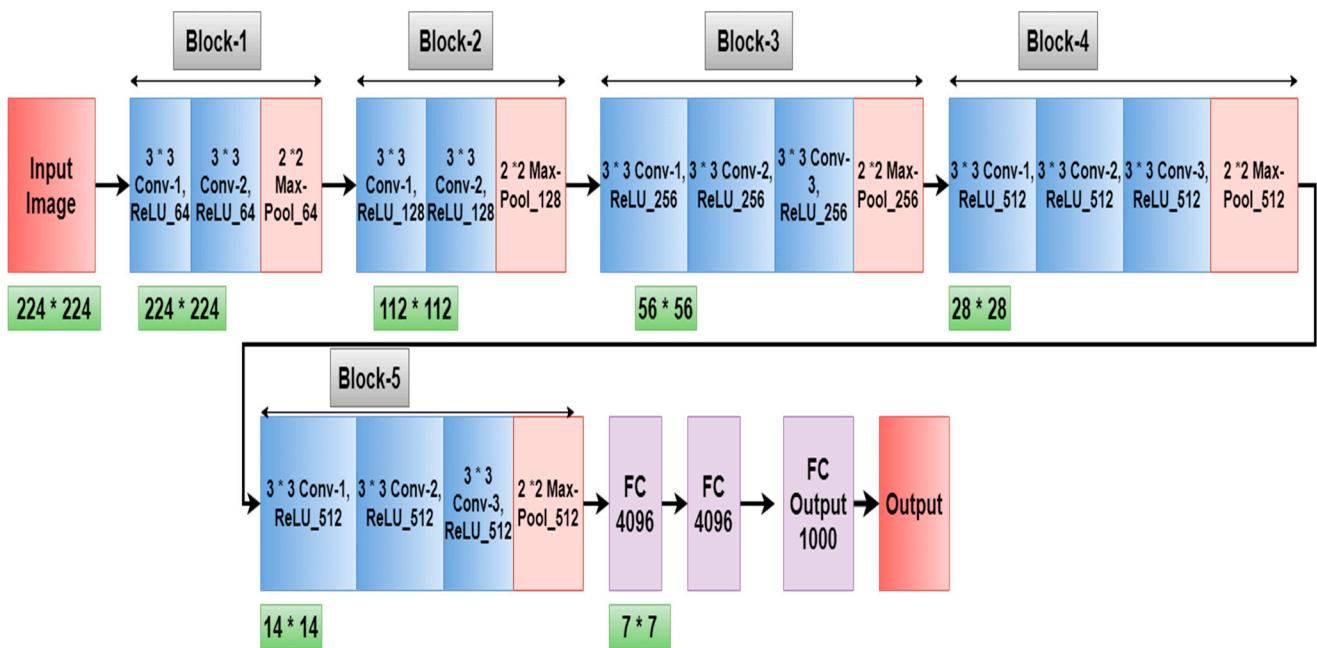 Block-1
Block-2
Block-3
Block-4
Input
Image
3 * 3
Conv-1,
ReLU_64
3 * 3
Conv-2,
ReLU_64
2 *2
Max-
Pool_64
3 * 3
Conv-1,
ReLU_128
3 * 3
Conv-2,
ReLU_128
2 *2 Max-
Pool_128
3 * 3 Conv-1,
ReLU_256
3 * 3 Conv-2,
ReLU_256
3 * 3 Conv-
3,
ReLU_256
2 *2 Max-
Pool_256
3 * 3 Conv-1,
ReLU_512
3 * 3 Conv-2,
ReLU_512
3 * 3 Conv-3,
ReLU_512
2 *2 Max-
Pool_512
224 * 224
224 * 224
112 * 112
56 * 56
28 * 28
Block-5
3 * 3 Conv-1,
ReLU_512
3 * 3 Conv-2,
ReLU_512
3 * 3
Conv-3,
ReLU_512
2 *2 Max-
Pool_512
FC
4096
FC
4096
FC
Output
1000
Output
14 * 14
7 * 7